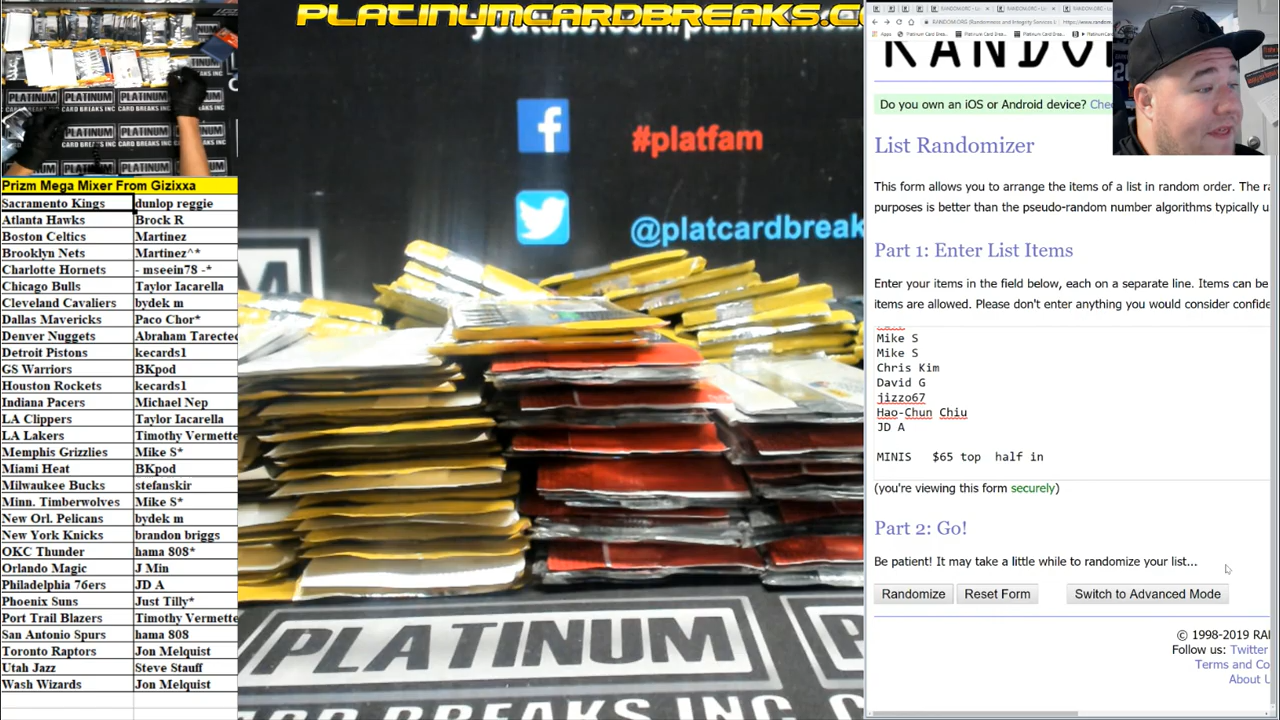 PLATINUMCARDBREAKS.C
#platfam
@platcardbreak
PLATINUM
CARD BREAKS INC
PLATINUM
CARD BREAKS INC
Prizm Mega Mixer From Gizixxa
Sacramento Kings dunlop reggie
Atlanta Hawks Brock R
Boston Celtics Martinez
Brooklyn Nets Martinez^*
Charlotte Hornets - mseein78 -*
Chicago Bulls Taylor Iacarella
Cleveland Cavaliers bydek m
Dallas Mavericks Paco Chor*
Denver Nuggets Abraham Tarected
Detroit Pistons kecards1
GS Warriors BKpod
Houston Rockets kecards1
Indiana Pacers Michael Nep
LA Clippers Taylor Iacarella
LA Lakers Timothy Vermette
Memphis Grizzlies Mike S*
Miami Heat BKpod
Milwaukee Bucks stefanskir
Minn. Timberwolves Mike S*
New Orl. Pelicans bydek m
New York Knicks brandon briggs
OKC Thunder hama 808*
Orlando Magic J Min
Philadelphia 76ers JD A
Phoenix Suns Just Tilly*
Port Trail Blazers Timothy Vermette
San Antonio Spurs hama 808
Toronto Raptors Jon Melquist
Utah Jazz Steve Stauff
Wash Wizards Jon Melquist
Do you own an iOS or Android device? Che
List Randomizer
This form allows you to arrange the items of a list in random order. The ra
purposes is better than the pseudo-random number algorithms typically u
Part 1: Enter List Items
Enter your items in the field below, each on a separate line. Items can be
items are allowed. Please don't enter anything you would consider confide
Mike S
Mike S
Chris Kim
David G
jizzo67
Hao-Chun Chiu
JD A
MINIS $65 top half in
(you're viewing this form securely)
Part 2: Go!
Be patient! It may take a little while to randomize your list...
Randomize Reset Form Switch to Advanced Mode
© 1998-2019 RA
Follow us: Twitter
Terms and Co
About U